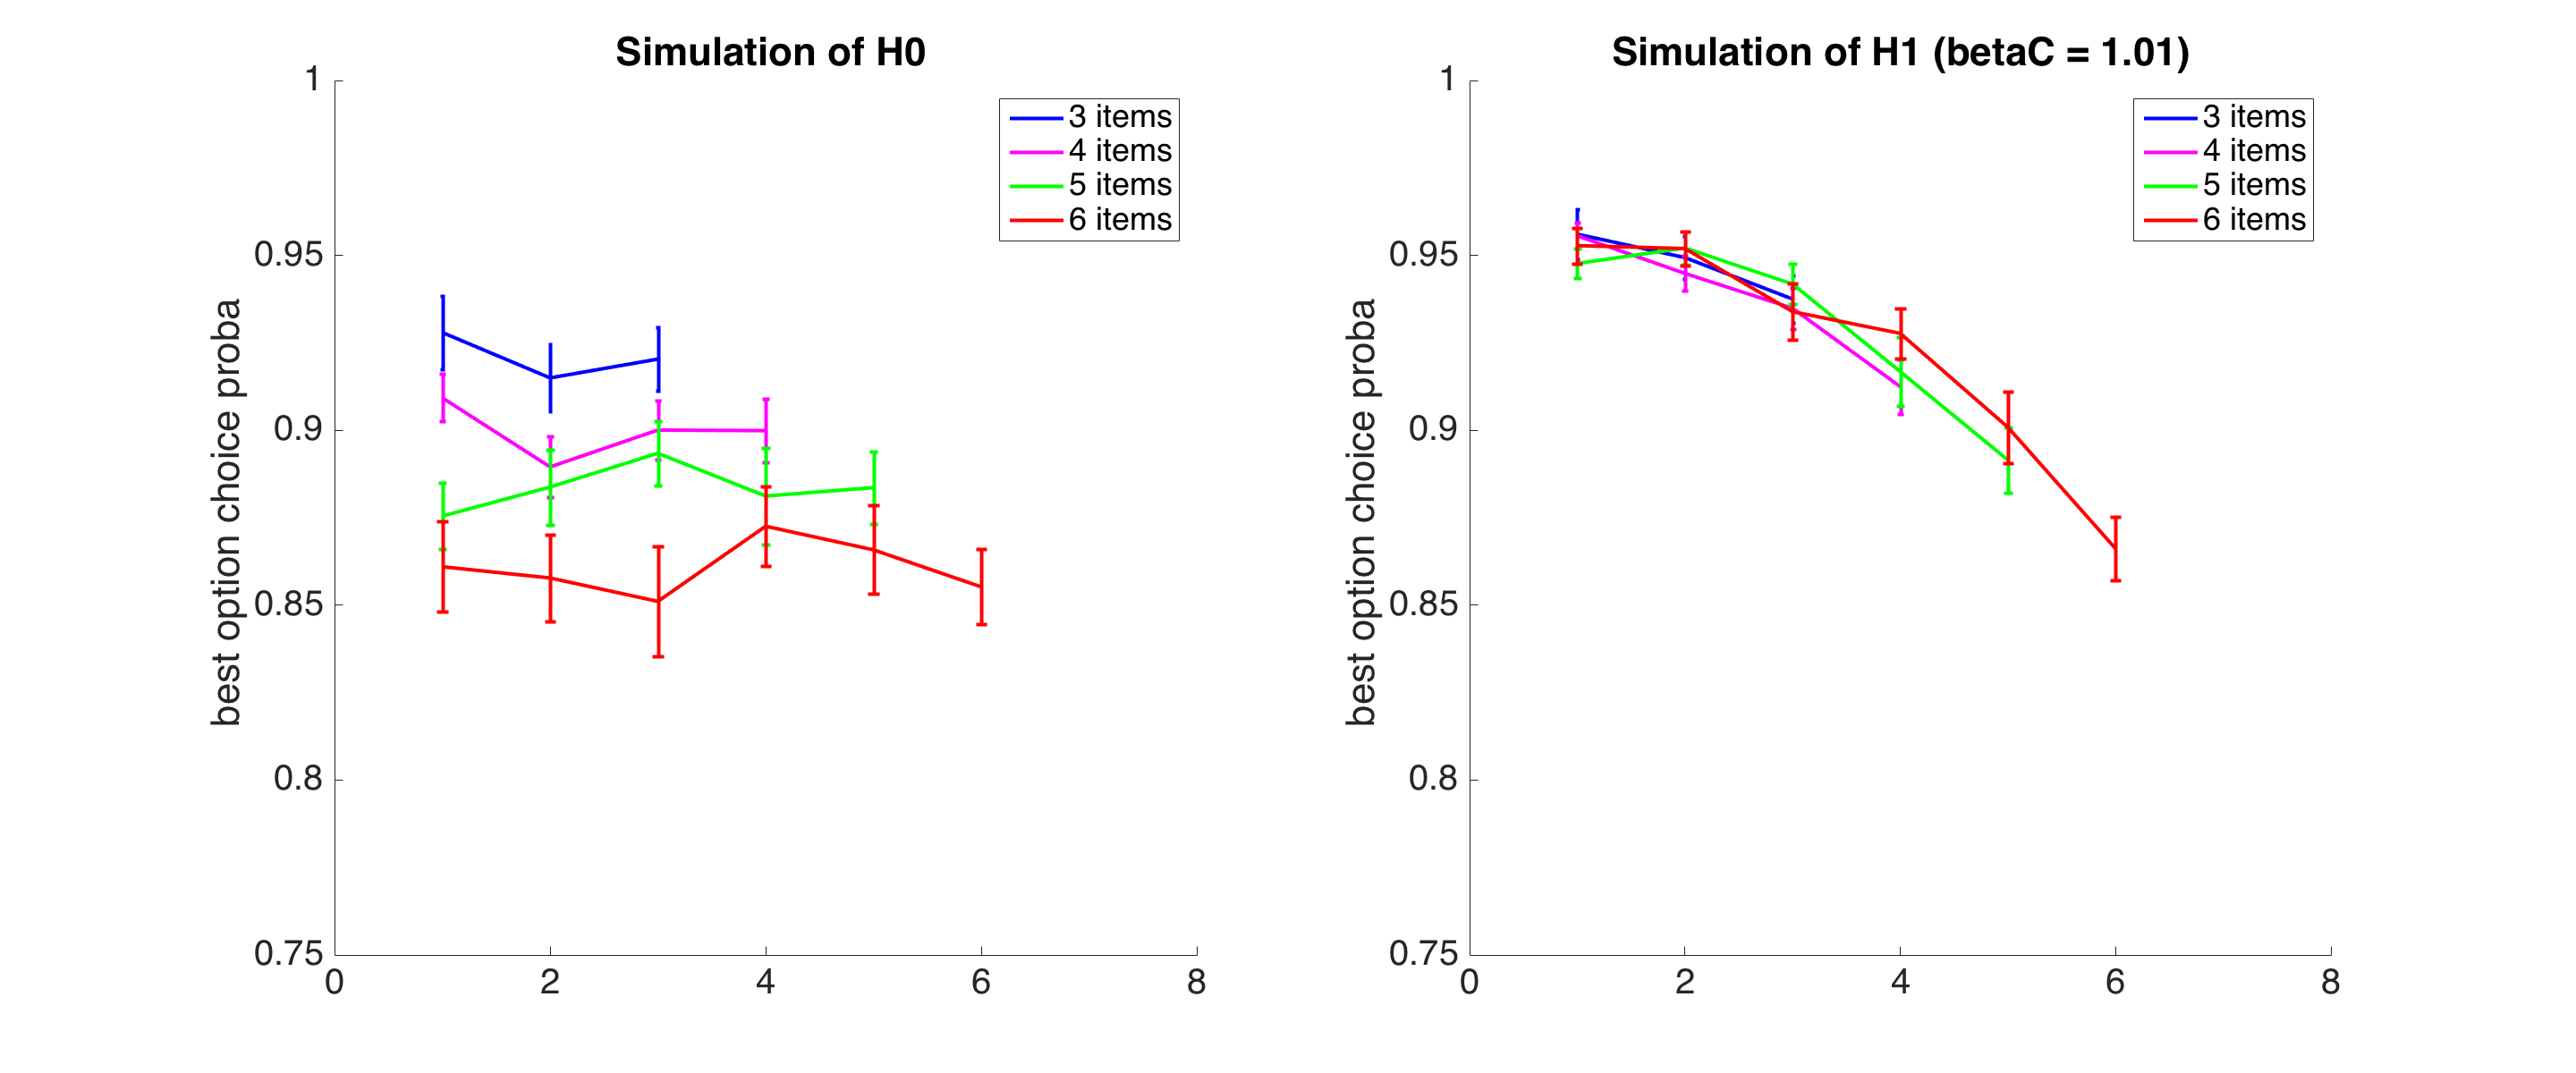 Simulation of H0
1
0.95
0.9
0.85
0.8
0.75
best option choice proba
0 2 4 6 8
3 items
4 items
5 items
6 items
Simulation of H1 (betaC = 1.01)
1
0.95
0.9
0.85
0.8
0.75
best option choice proba
0 2 4 6 8
3 items
4 items
5 items
6 items